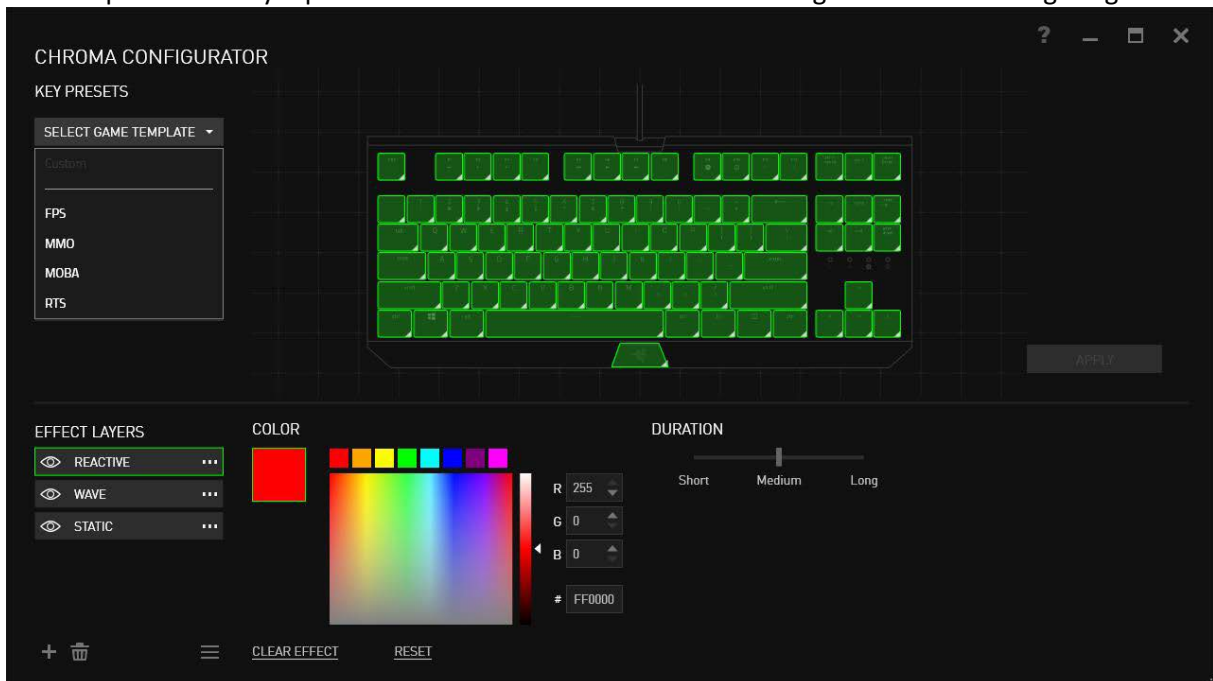 CHROMA CONFIGURATOR
?
KEY PRESETS
SELECT GAME TEMPLATE
Custom
FPS
MMO
MOBA
RTS
APPLY
EFFECT LAYERS
REACTIVE
WAVE
STATIC
COLOR
R 255
G 0
B 0
# FF0000
DURATION
Short Medium Long
CLEAR EFFECT RESET